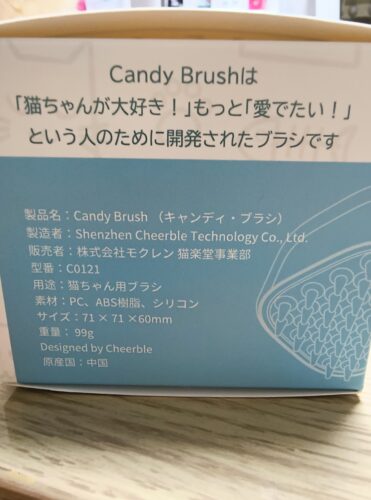 Candy Brushは
「猫ちゃんが大好き！」もっと「愛でたい！」
という人のために開発されたブラシです
製品名：Candy Brush （キャンディ・ブラシ）
製造者：Shenzhen Cheerble Technology Co., Ltd.
販売者：株式会社モクレン 猫楽堂事業部
型番：C0121
用途：猫ちゃん用ブラシ
素材：PC、ABS樹脂、シリコン
サイズ：71 × 71 ×60mm
重量： 99g
Designed by Cheerble
原産国：中国